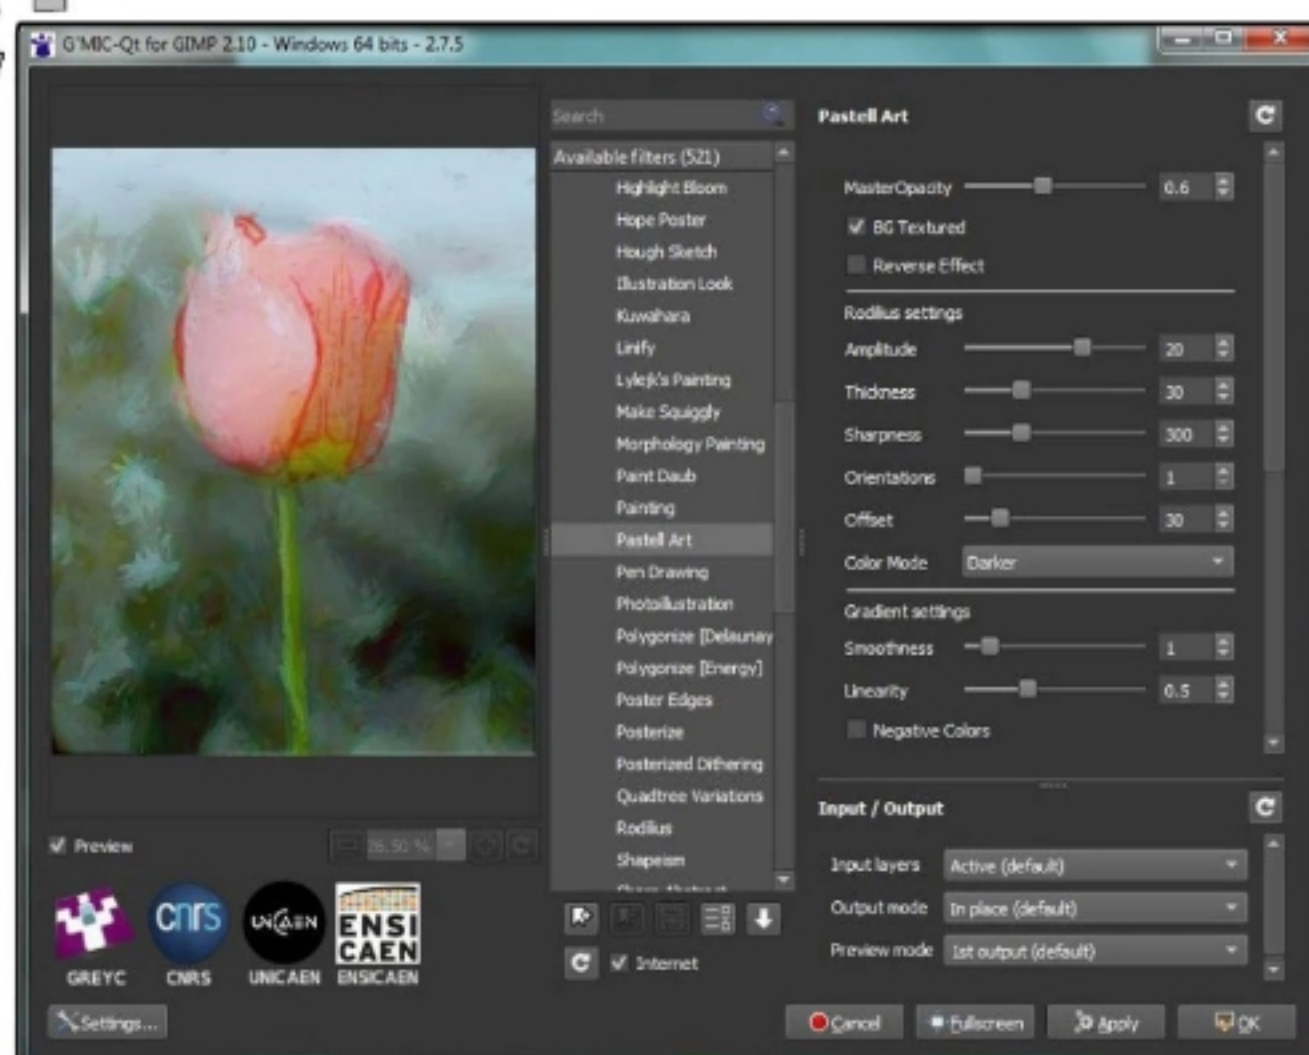 G'MIC-Qt for GIMP 2.10 - Windows 64 bits - 2.7.5
Search
Available filters (521)
Highlight Bloom
Hope Poster
Hough Sketch
Illustration Look
Kuwahara
Linify
Lylejk's Painting
Make Squiggly
Morphology Painting
Paint Daub
Painting
Pastell Art
Pen Drawing
Photoillustration
Polygonize [Delaunay
Polygonize [Energy]
Poster Edges
Posterize
Posterized Dithering
Quadtree Variations
Rodilius
Shapeism
Internet
Pastell Art
MasterOpacity 0.6
BG Textured
Reverse Effect
Rodilius settings
Amplitude 20
Thickness 30
Sharpness 300
Orientations 1
Offset 30
Color Mode Darker
Gradient settings
Smoothness 1
Linearity 0.5
Negative Colors
Input / Output
Input layers Active (default)
Output mode In place (default)
Preview mode 1st output (default)
Preview
26.50 %
cnrs
UNICAEN
ENSI
CAEN
GREYC CNRS UNICAEN ENSICAEN
Settings...
Cancel Fullscreen Apply OK